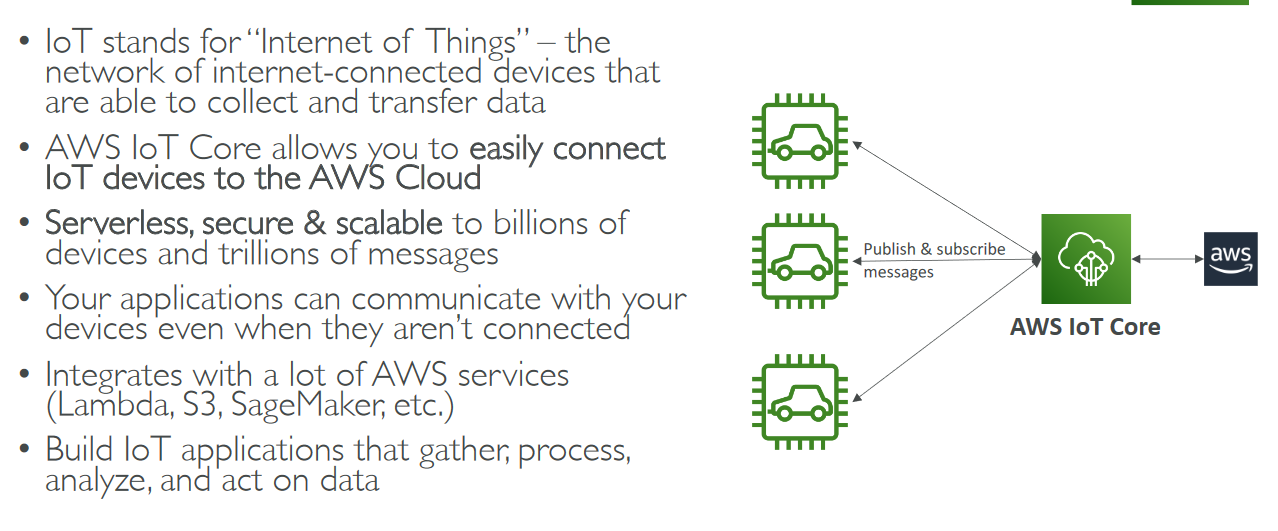 • IoT stands for “Internet of Things” – the
network of internet-connected devices that
are able to collect and transfer data
• AWS IoT Core allows you to easily connect
IoT devices to the AWS Cloud
• Serverless, secure & scalable to billions of
devices and trillions of messages
• Your applications can communicate with your
devices even when they aren’t connected
• Integrates with a lot of AWS services
(Lambda, S3, SageMaker, etc.)
• Build IoT applications that gather, process,
analyze, and act on data
Publish & subscribe
messages
AWS IoT Core
aws